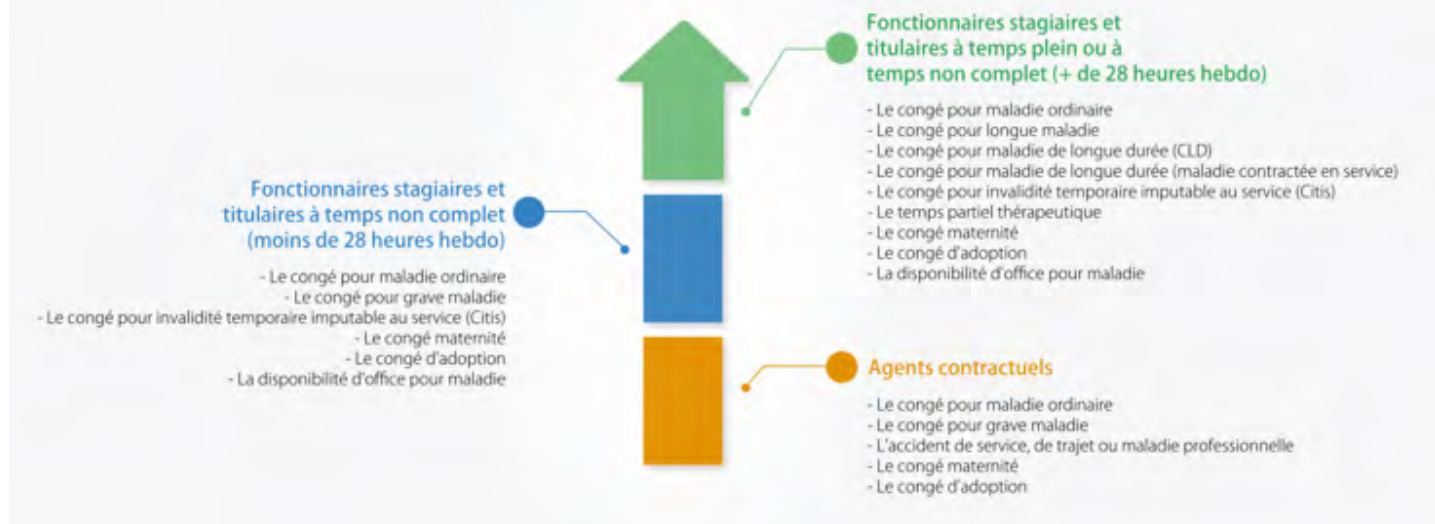 Fonctionnaires stagiaires et
titulaires à temps plein ou à
temps non complet (+ de 28 heures hebdo)
- Le congé pour maladie ordinaire
- Le congé pour longue maladie
- Le congé pour maladie de longue durée (CLD)
- Le congé pour maladie de longue durée (maladie contractée en service)
- Le congé pour invalidité temporaire imputable au service (Citis)
- Le temps partiel thérapeutique
- Le congé maternité
- Le congé d'adoption
- La disponibilité d'office pour maladie
Fonctionnaires stagiaires et
titulaires à temps non complet
(moins de 28 heures hebdo)
- Le congé pour maladie ordinaire
- Le congé pour grave maladie
- Le congé pour invalidité temporaire imputable au service (Citis)
- Le congé maternité
- Le congé d'adoption
- La disponibilité d'office pour maladie
Agents contractuels
- Le congé pour maladie ordinaire
- Le congé pour grave maladie
- L'accident de service, de trajet ou maladie professionnelle
- Le congé maternité
- Le congé d'adoption